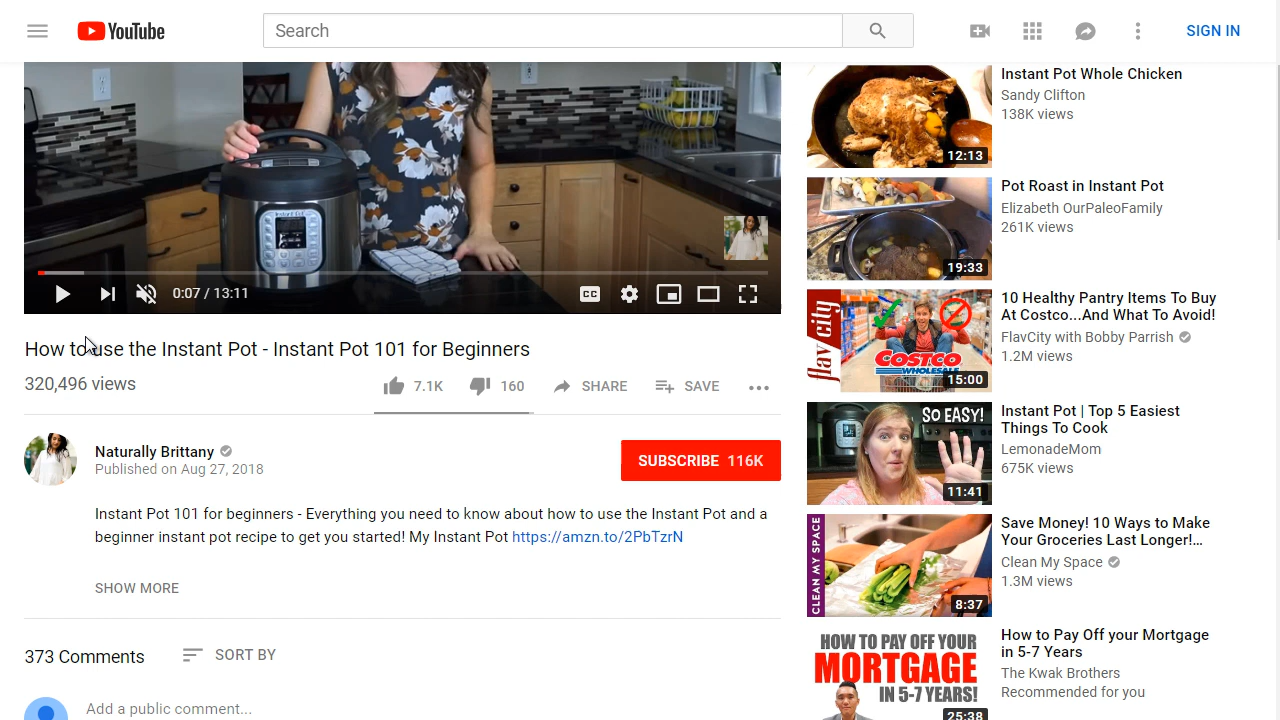 YouTube
Search
SIGN IN
0:07 / 13:11
CC
How to use the Instant Pot - Instant Pot 101 for Beginners
320,496 views
7.1K
160
SHARE
SAVE
Naturally Brittany
Published on Aug 27, 2018
SUBSCRIBE 116K
Instant Pot 101 for beginners - Everything you need to know about how to use the Instant Pot and a
beginner instant pot recipe to get you started! My Instant Pot https://amzn.to/2PbTzrN
SHOW MORE
373 Comments
SORT BY
Add a public comment...
12:13
Instant Pot Whole Chicken
Sandy Clifton
138K views
19:33
Pot Roast in Instant Pot
Elizabeth OurPaleoFamily
261K views
flav city
COSTCO
WHOLESALE
15:00
10 Healthy Pantry Items To Buy
At Costco...And What To Avoid!
FlavCity with Bobby Parrish
1.2M views
SO EASY!
11:41
Instant Pot | Top 5 Easiest
Things To Cook
LemonadeMom
675K views
CLEAN MY SPACE
8:37
Save Money! 10 Ways to Make
Your Groceries Last Longer!...
Clean My Space
1.3M views
HOW TO PAY OFF YOUR
MORTGAGE
IN 5-7 YEARS!
25:38
How to Pay Off your Mortgage
in 5-7 Years
The Kwak Brothers
Recommended for you